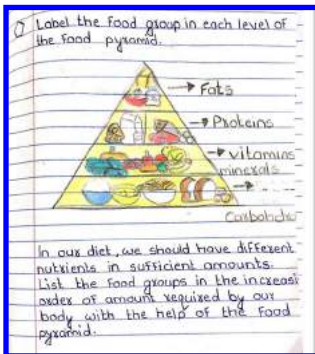 Label the food group in each level of
the food pyramid.
Fats
Proteins
vitamins
minerals
Carbohdr
In our diet, we should have different
nutrients in sufficient amounts.
List the food groups in the increasi
order of amount required by our
body with the help of the food
pyramid.